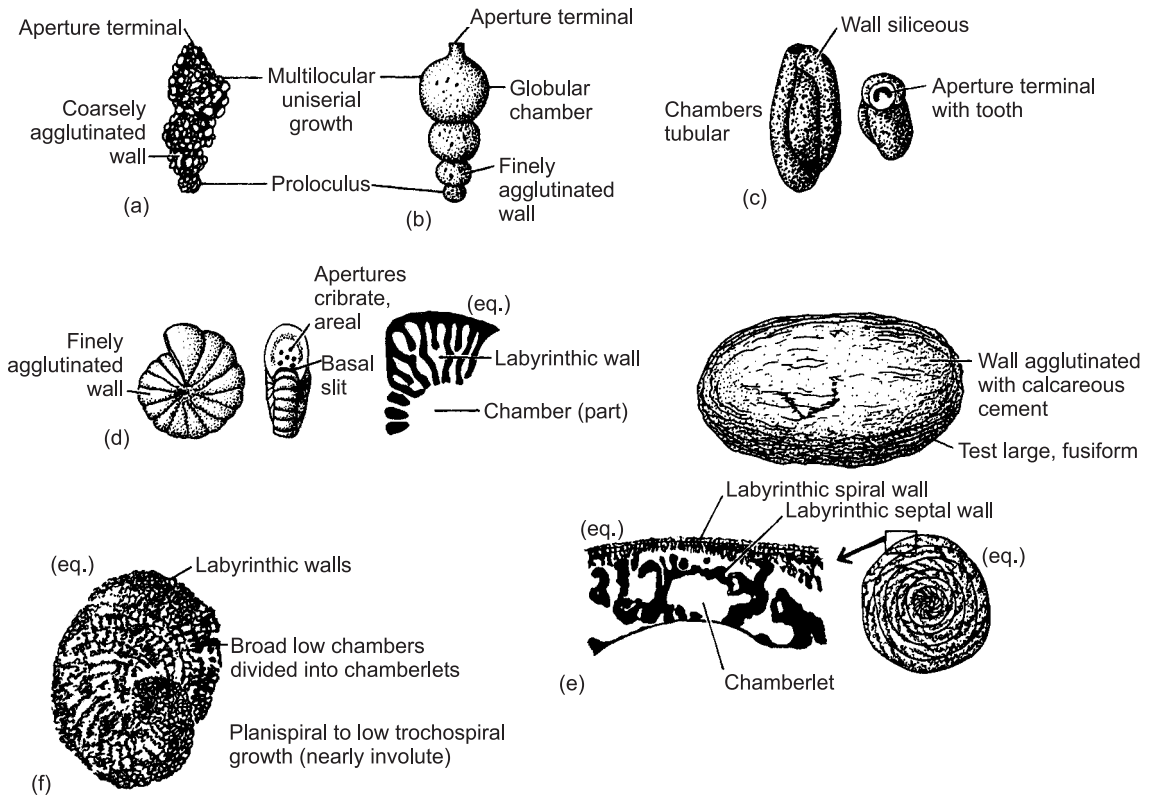 Aperture terminal
Multilocular
uniserial
growth
Coarsely
agglutinated
wall
Proloculus
(a)
Aperture terminal
Globular
chamber
Finely
agglutinated
wall
(b)
Wall siliceous
Chambers
tubular
Aperture terminal
with tooth
(c)
Finely
agglutinated
wall
Apertures
cribrate,
areal
Basal
slit
(eq.)
Labyrinthic wall
Chamber (part)
(d)
Wall agglutinated
with calcareous
cement
Test large, fusiform
Labyrinthic spiral wall
Labyrinthic septal wall
(eq.)
(eq.)
Chamberlet
(e)
(eq.)
Labyrinthic walls
Broad low chambers
divided into chamberlets
Planispiral to low trochospiral
growth (nearly involute)
(f)